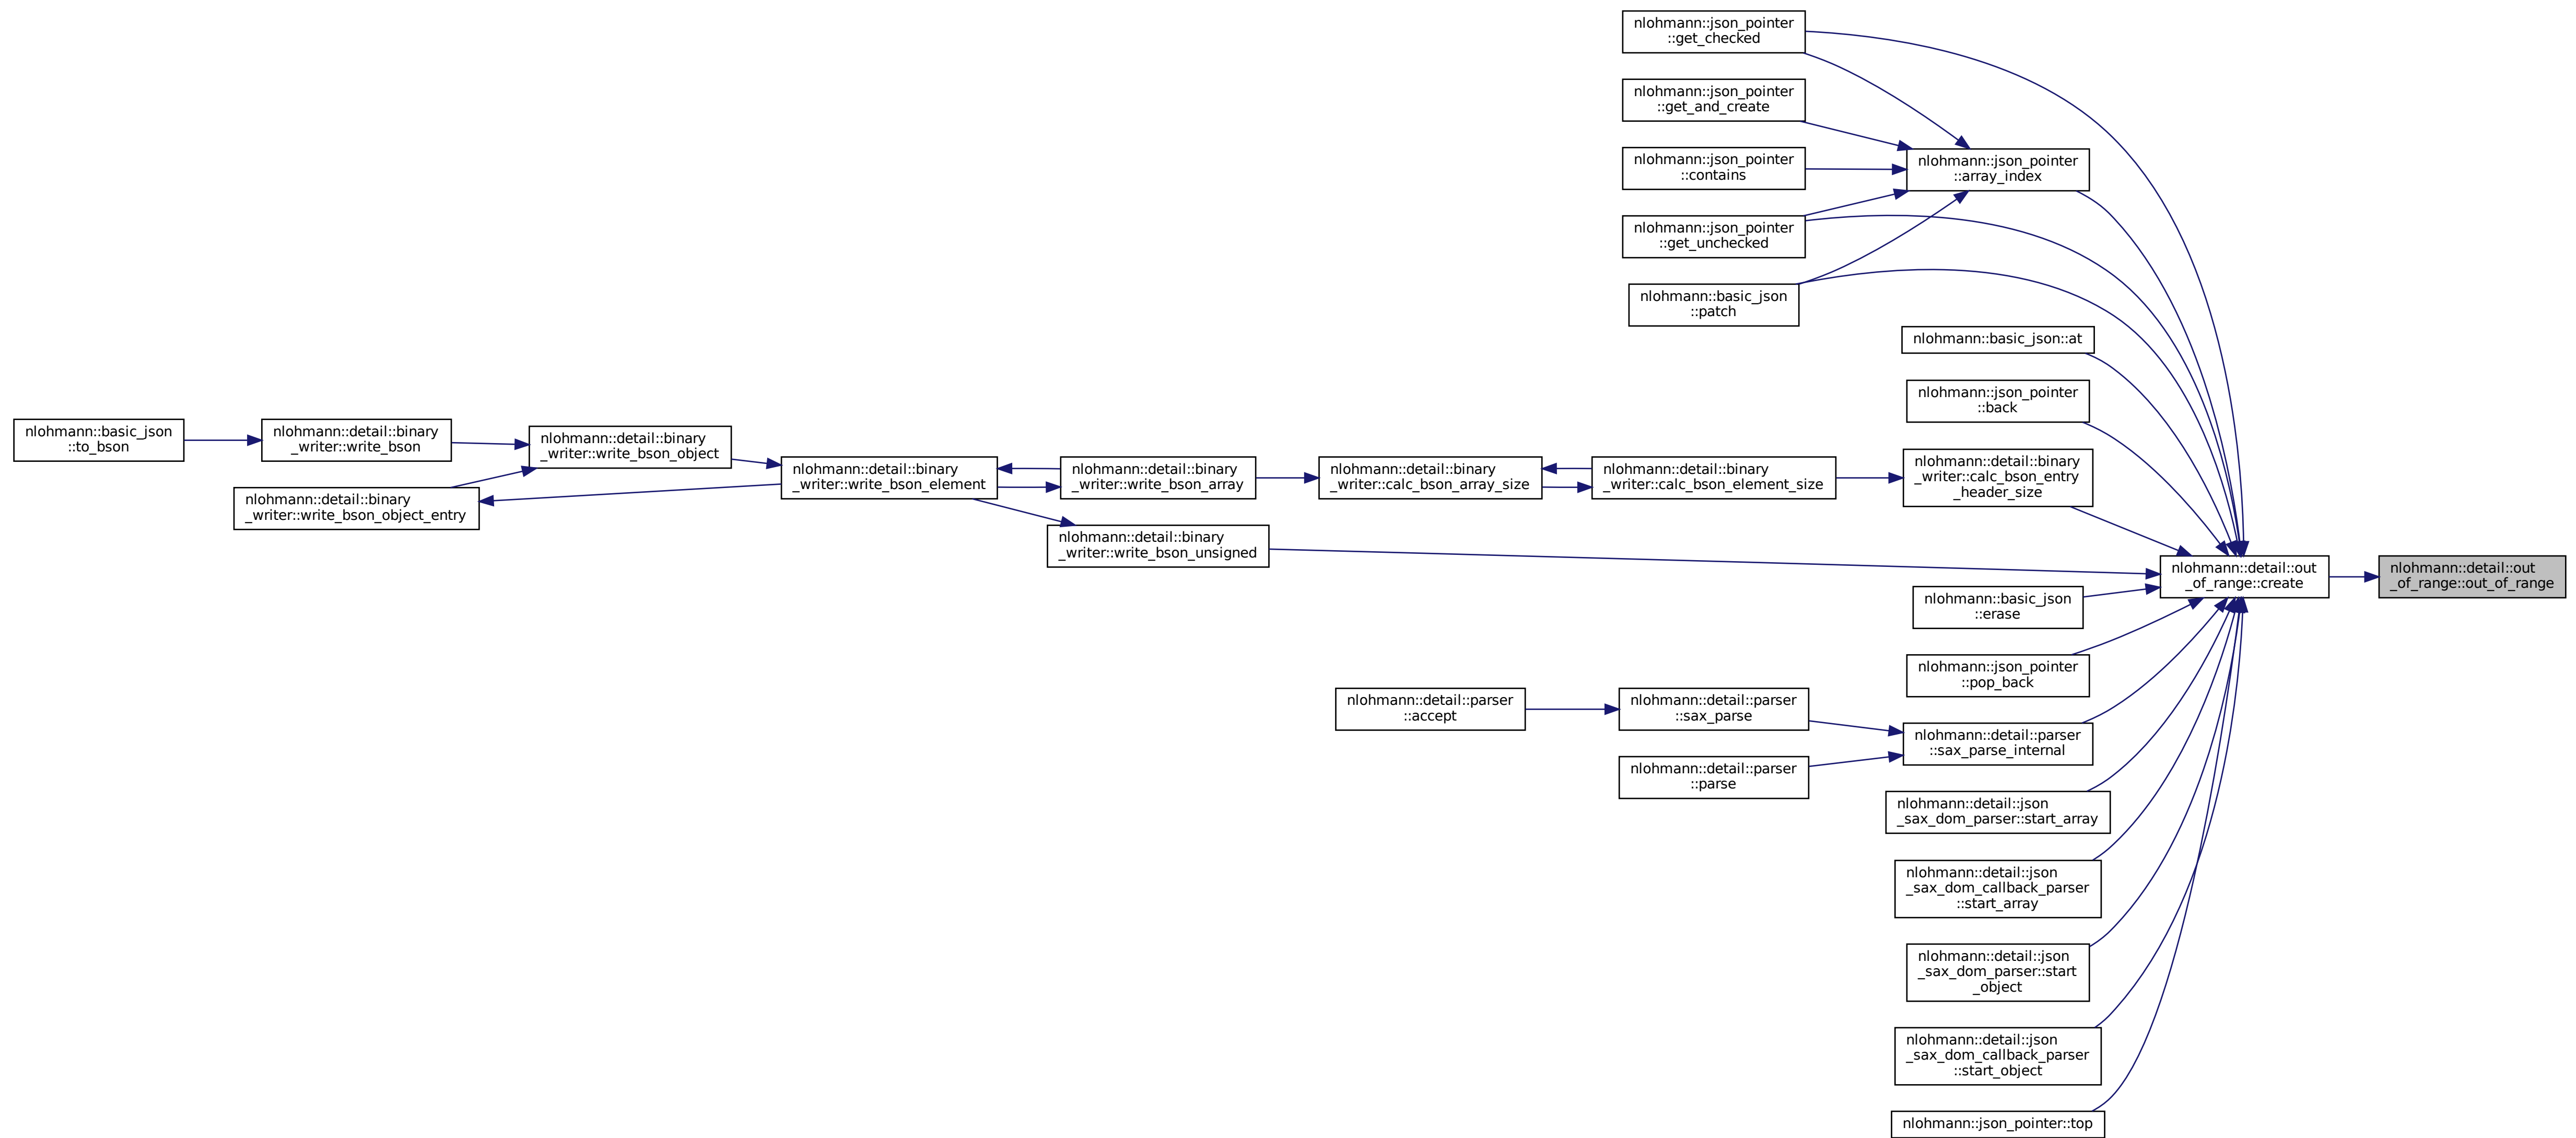 nlohmann::json_pointer
::get_checked
nlohmann::json_pointer
::get_and_create
nlohmann::json_pointer
::contains
nlohmann::json_pointer
::array_index
nlohmann::json_pointer
::get_unchecked
nlohmann::basic_json
::patch
nlohmann::basic_json::at
nlohmann::json_pointer
::back
nlohmann::basic_json
::to_bson
nlohmann::detail::binary
_writer::write_bson
nlohmann::detail::binary
_writer::write_bson_object
nlohmann::detail::binary
_writer::write_bson_element
nlohmann::detail::binary
_writer::write_bson_array
nlohmann::detail::binary
_writer::calc_bson_array_size
nlohmann::detail::binary
_writer::calc_bson_element_size
nlohmann::detail::binary
_writer::calc_bson_entry
_header_size
nlohmann::detail::binary
_writer::write_bson_object_entry
nlohmann::detail::binary
_writer::write_bson_unsigned
nlohmann::detail::out
_of_range::create
nlohmann::detail::out
_of_range::out_of_range
nlohmann::basic_json
::erase
nlohmann::json_pointer
::pop_back
nlohmann::detail::parser
::accept
nlohmann::detail::parser
::sax_parse
nlohmann::detail::parser
::sax_parse_internal
nlohmann::detail::parser
::parse
nlohmann::detail::json
_sax_dom_parser::start_array
nlohmann::detail::json
_sax_dom_callback_parser
::start_array
nlohmann::detail::json
_sax_dom_parser::start
_object
nlohmann::detail::json
_sax_dom_callback_parser
::start_object
nlohmann::json_pointer::top